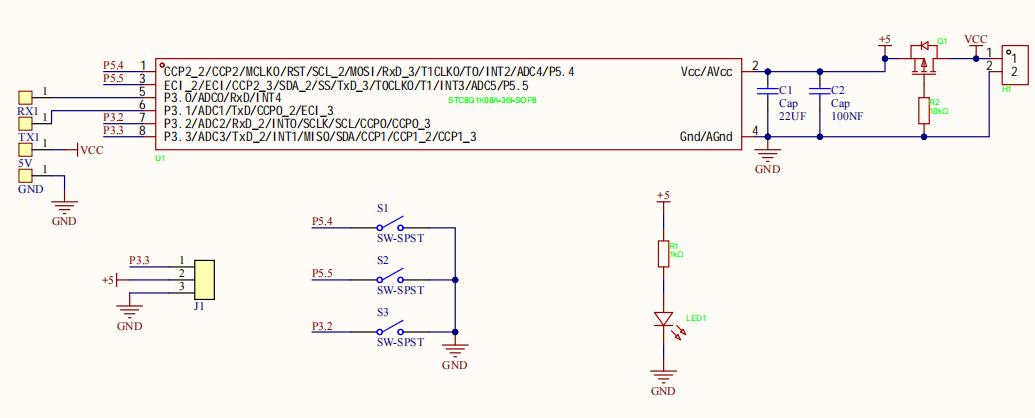 P5.4
1
CCP2_2/CCP2/MCLKO/RST/SCL_2/MOSI/RxD_3/T1CLKO/T0/INT2/ADC4/P5.4
P5.5
3
ECI_2/ECI/CCP2_3/SDA_2/SS/TxD_3/TOCLKO/T1/INT3/ADC5/P5.5
5
P3.0/ADC0/RxD/INT4
6
P3.1/ADC1/TxD/CCPO_2/ECI_3
P3.2
7
P3.2/ADC2/RxD_2/INTO/SCLK/SCL/CCPO/CCPO_3
P3.3
8
P3.3/ADC3/TxD_2/INT1/MISO/SDA/CCP1/CCP1_2/CCP1_3
STC8G1K08A-36I-SOP8
U1
Vcc/AVcc
2
Gnd/AGnd
4
1
RX1
1
TX1
1
VCC
5V
1
GND
GND
C1
Cap
22UF
C2
Cap
100NF
GND
+5
Q1
VCC
R2
10kΩ
1
2
1
2
H1
P3.3
1
+5
2
3
J1
GND
S1
P5.4
SW-SPST
S2
P5.5
SW-SPST
S3
P3.2
SW-SPST
GND
+5
R1
1kΩ
LED1
GND